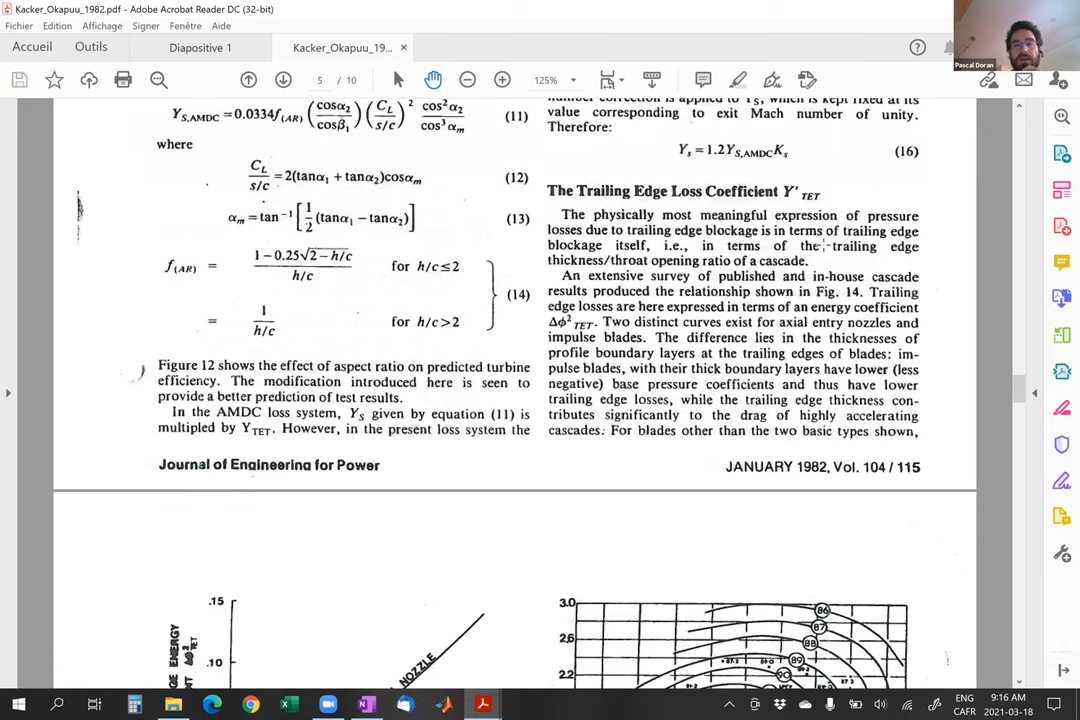 Kacker_Okapuu_1982.pdf - Adobe Acrobat Reader DC (32-bit)
Fichier Edition Affichage Signer Fenêtre Aide
Accueil Outils Diapositive 1 Kacker_Okapuu_19... ×
5 / 10 125%
Pascal Doran
Y_S,AMDC = 0.0334f_(AR) (cosα₂/cosβ₁) (C_L/s/c)² cos²α₂/cos³α_m (11)
where
C_L/s/c = 2(tanα₁ + tanα₂)cosα_m (12)
α_m = tan⁻¹ [1/2 (tanα₁ − tanα₂)] (13)
f_(AR) = 1 − 0.25√2 − h/c / h/c for h/c≤2
(14)
= 1 / h/c for h/c>2
Figure 12 shows the effect of aspect ratio on predicted turbine
efficiency. The modification introduced here is seen to
provide a better prediction of test results.
In the AMDC loss system, Y_S given by equation (11) is
multipled by Y_TET. However, in the present loss system the
number correction is applied to Y_S, which is kept fixed at its
value corresponding to exit Mach number of unity.
Therefore:
Y_s = 1.2Y_S,AMDC K_s (16)
The Trailing Edge Loss Coefficient Y'_TET
The physically most meaningful expression of pressure
losses due to trailing edge blockage is in terms of trailing edge
blockage itself, i.e., in terms of the trailing edge
thickness/throat opening ratio of a cascade.
An extensive survey of published and in-house cascade
results produced the relationship shown in Fig. 14. Trailing
edge losses are here expressed in terms of an energy coefficient
Δϕ²_TET. Two distinct curves exist for axial entry nozzles and
impulse blades. The difference lies in the thicknesses of
profile boundary layers at the trailing edges of blades: im-
pulse blades, with their thick boundary layers have lower (less
negative) base pressure coefficients and thus have lower
trailing edge losses, while the trailing edge thickness con-
tributes significantly to the drag of highly accelerating
cascades. For blades other than the two basic types shown,
Journal of Engineering for Power
JANUARY 1982, Vol. 104 / 115
.15
.10
ENERGY
Δϕ²_TET
NOZZLE
3.0
2.6
2.2
86
87
88
89
90
ENG
CAFR
9:16 AM
2021-03-18